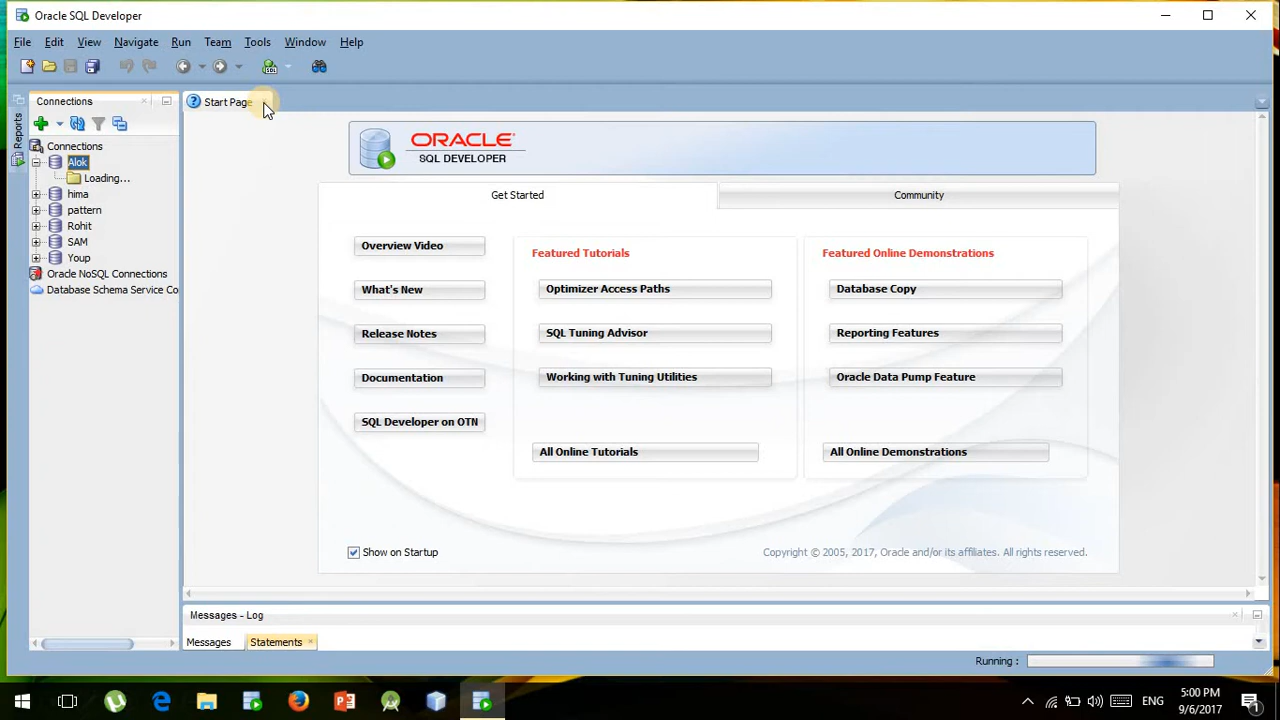 Oracle SQL Developer
File Edit View Navigate Run Team Tools Window Help
SQL
Connections
Start Page
Reports
ORACLE
SQL DEVELOPER
Connections
Alok
Loading...
hima
pattern
Rohit
SAM
Youp
Oracle NoSQL Connections
Database Schema Service Co
Get Started
Community
Overview Video
What's New
Release Notes
Documentation
SQL Developer on OTN
Featured Tutorials
Optimizer Access Paths
SQL Tuning Advisor
Working with Tuning Utilities
All Online Tutorials
Featured Online Demonstrations
Database Copy
Reporting Features
Oracle Data Pump Feature
All Online Demonstrations
Show on Startup
Copyright © 2005, 2017, Oracle and/or its affiliates. All rights reserved.
Messages - Log
Messages Statements
Running :
ENG
5:00 PM
9/6/2017
1